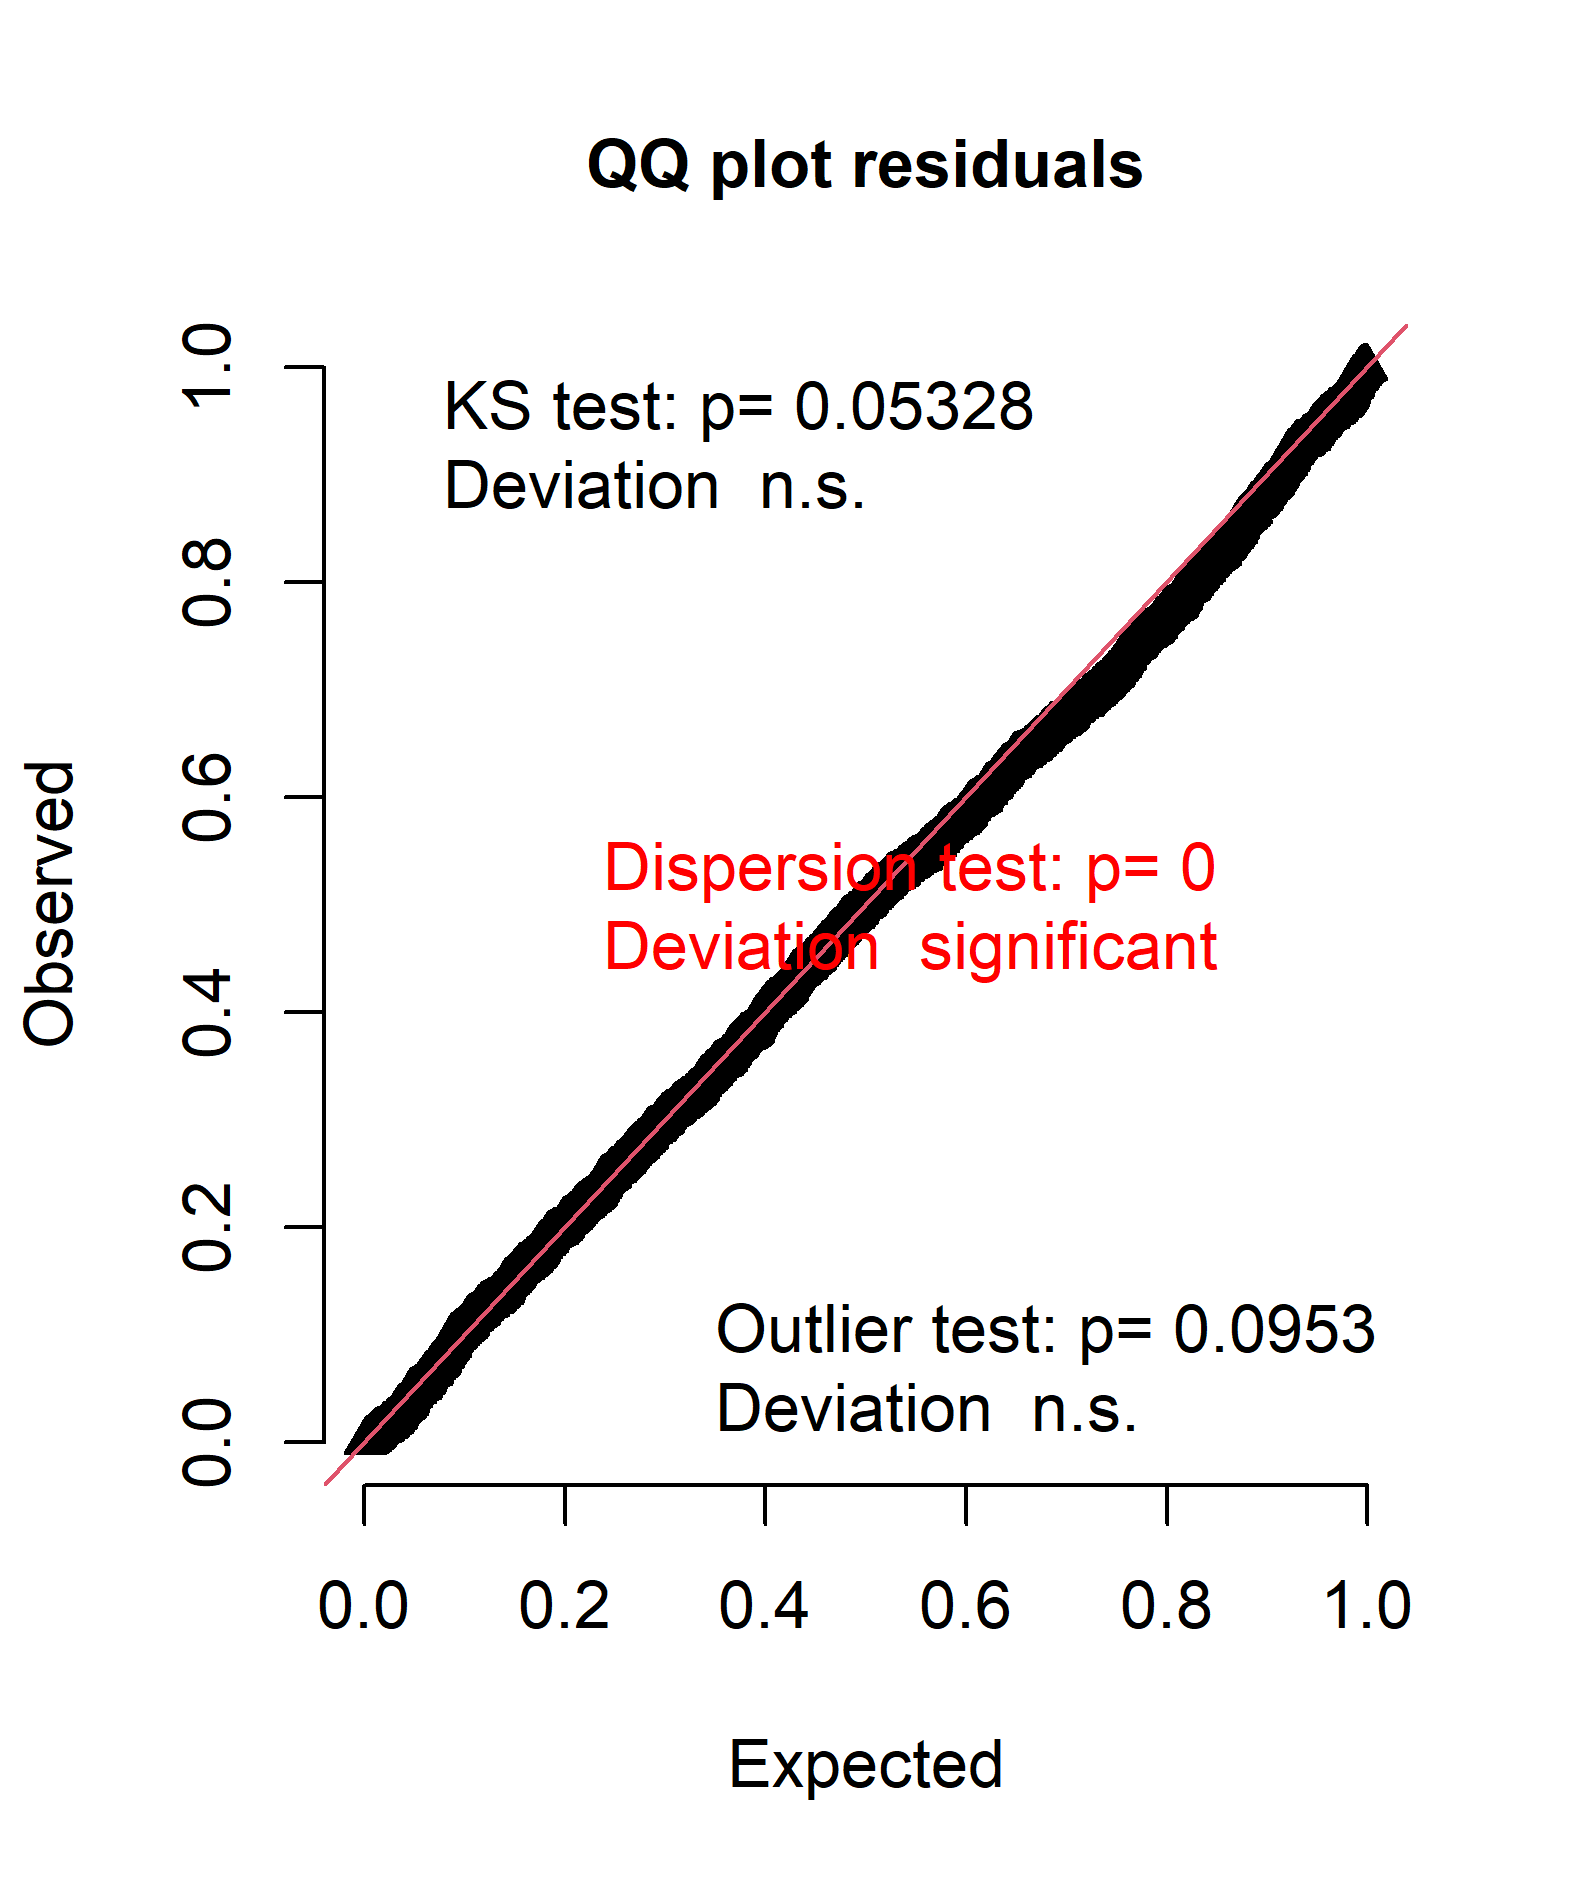 QQ plot residuals
KS test: p= 0.05328
Deviation  n.s.
Dispersion test: p= 0
Deviation  significant
Outlier test: p= 0.0953
Deviation  n.s.
Observed
0.0 0.2 0.4 0.6 0.8 1.0
0.0 0.2 0.4 0.6 0.8 1.0
Expected